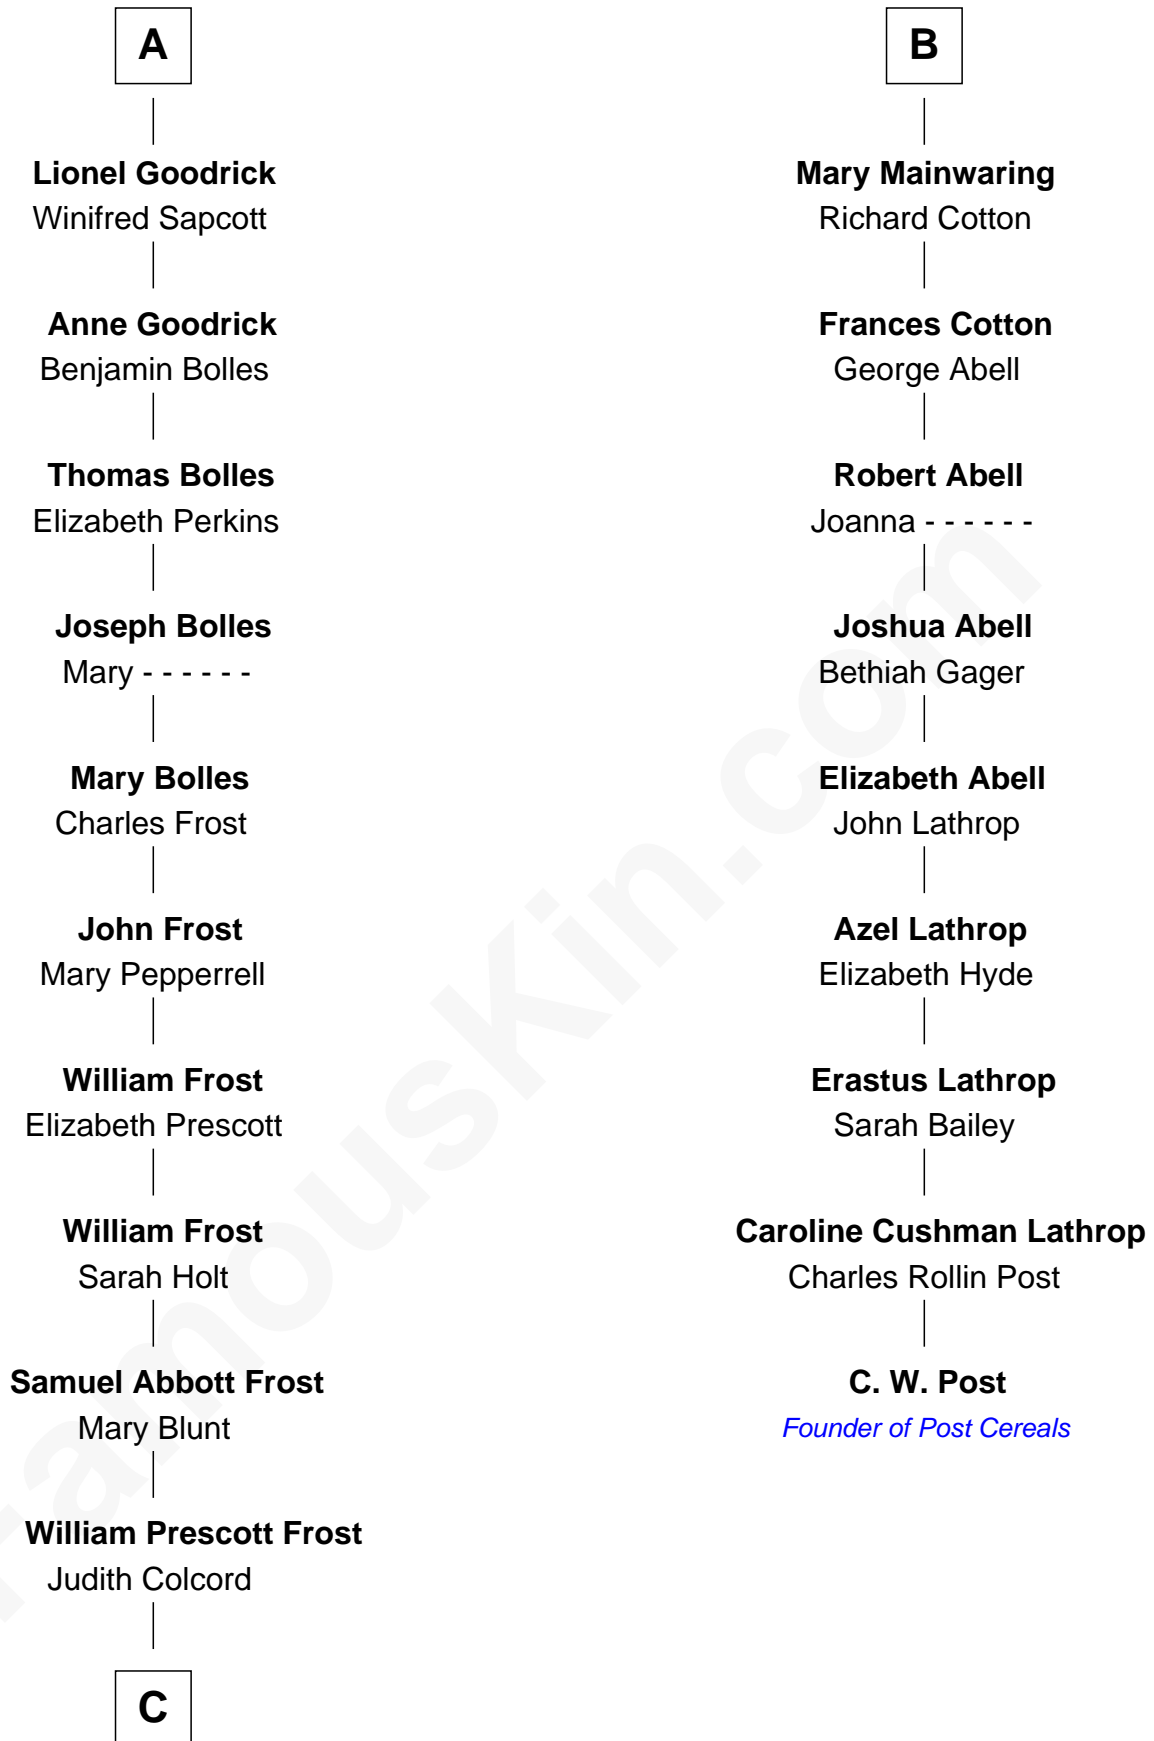 A
Lionel Goodrick
Winifred Sapcott
Anne Goodrick
Benjamin Bolles
Thomas Bolles
Elizabeth Perkins
Joseph Bolles
Mary - - - - - -
Mary Bolles
Charles Frost
John Frost
Mary Pepperrell
William Frost
Elizabeth Prescott
William Frost
Sarah Holt
Samuel Abbott Frost
Mary Blunt
William Prescott Frost
Judith Colcord
C
B
Mary Mainwaring
Richard Cotton
Frances Cotton
George Abell
Robert Abell
Joanna - - - - - -
Joshua Abell
Bethiah Gager
Elizabeth Abell
John Lathrop
Azel Lathrop
Elizabeth Hyde
Erastus Lathrop
Sarah Bailey
Caroline Cushman Lathrop
Charles Rollin Post
C. W. Post
Founder of Post Cereals
FamousKin.com